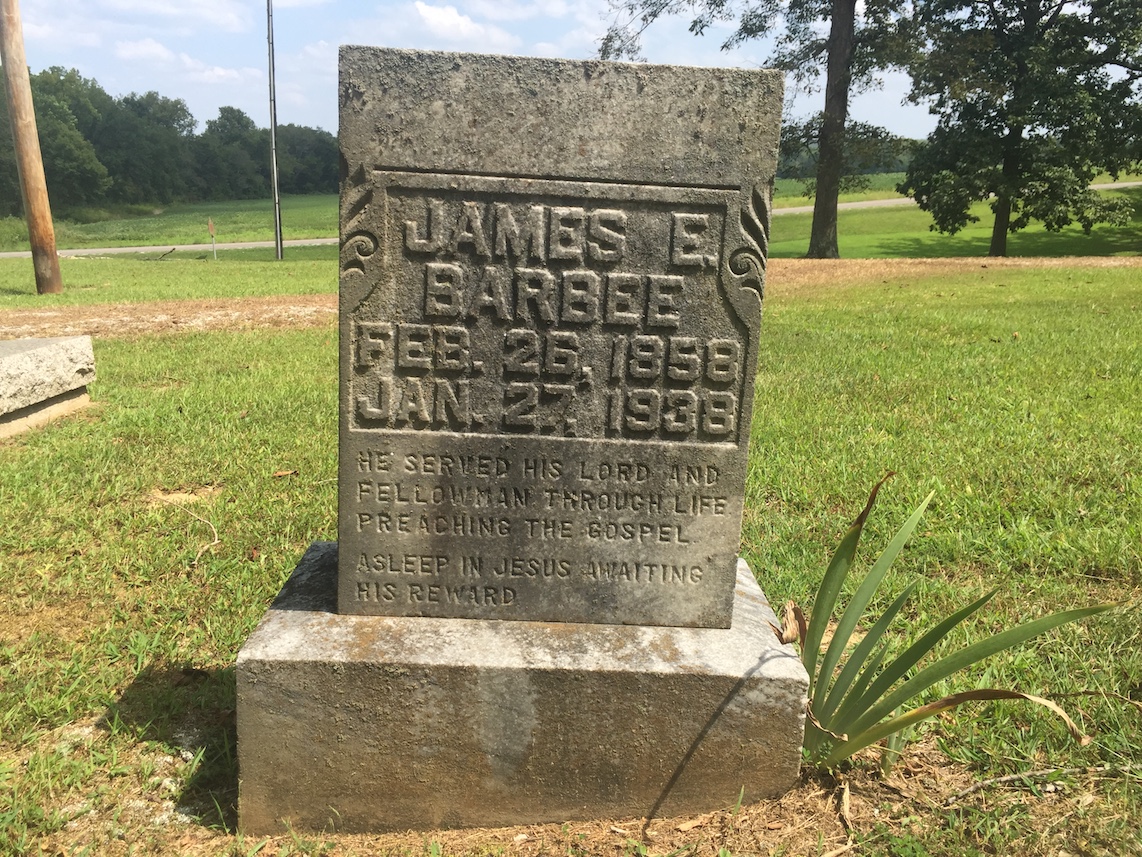 JAMES E.
BARBEE
FEB. 26, 1858
JAN. 27, 1938
HE SERVED HIS LORD AND
FELLOWMAN THROUGH LIFE
PREACHING THE GOSPEL.
ASLEEP IN JESUS AWAITING
HIS REWARD